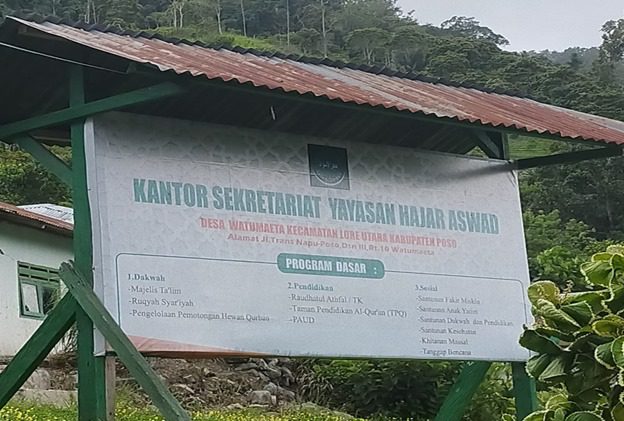 KANTOR SEKRETARIAT YAYASAN HAJAR ASWAD
DESA WATUMAETA KECAMATAN LORE UTARA KABUPATEN POSO
Alamat Jl.Trans Napu-Poso,Dsn III,Rt.10 Watumaeta
PROGRAM DASAR :
1.Dakwah
-Majelis Ta'lim
-Ruqyah Syar'iyah
-Pengelolaan Pemotongan Hewan Qurban
2.Pendidikan
-Raudhatul Athfal / TK
-Taman Pendidikan Al-Qur'an (TPQ)
-PAUD
3.Sosial
-Santunan Fakir Miskin
-Santunan Anak Yatim
-Santunan Dakwah dan Pendidikan
-Santunan Kesehatan
-Khitanan Massal
-Tanggap Bencana